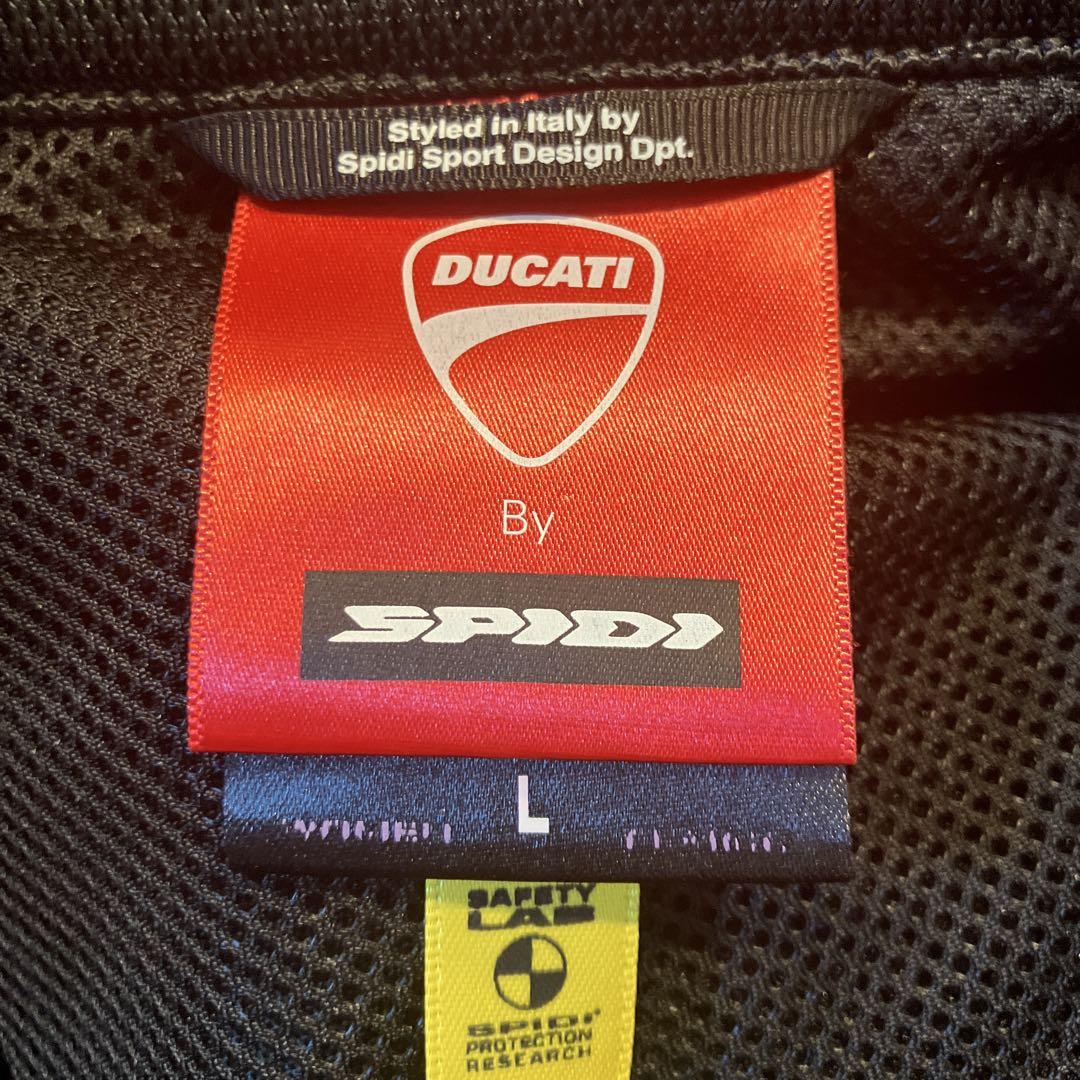 Styled in Italy by
Spidi Sport Design Dpt.
DUCATI
By
SPIDI
L
SAFETY
LAB
SPIDI
PROTECTION
RESEARCH